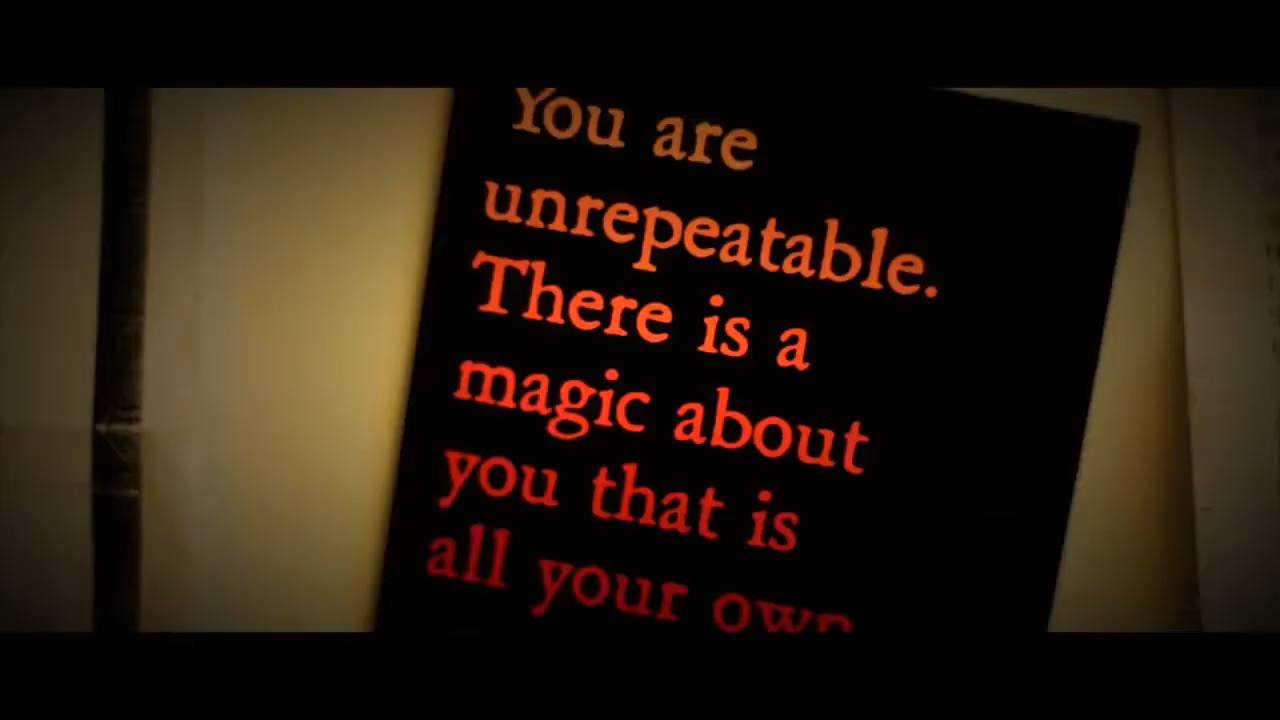 You are
unrepeatable.
There is a
magic about
you that is
all your own